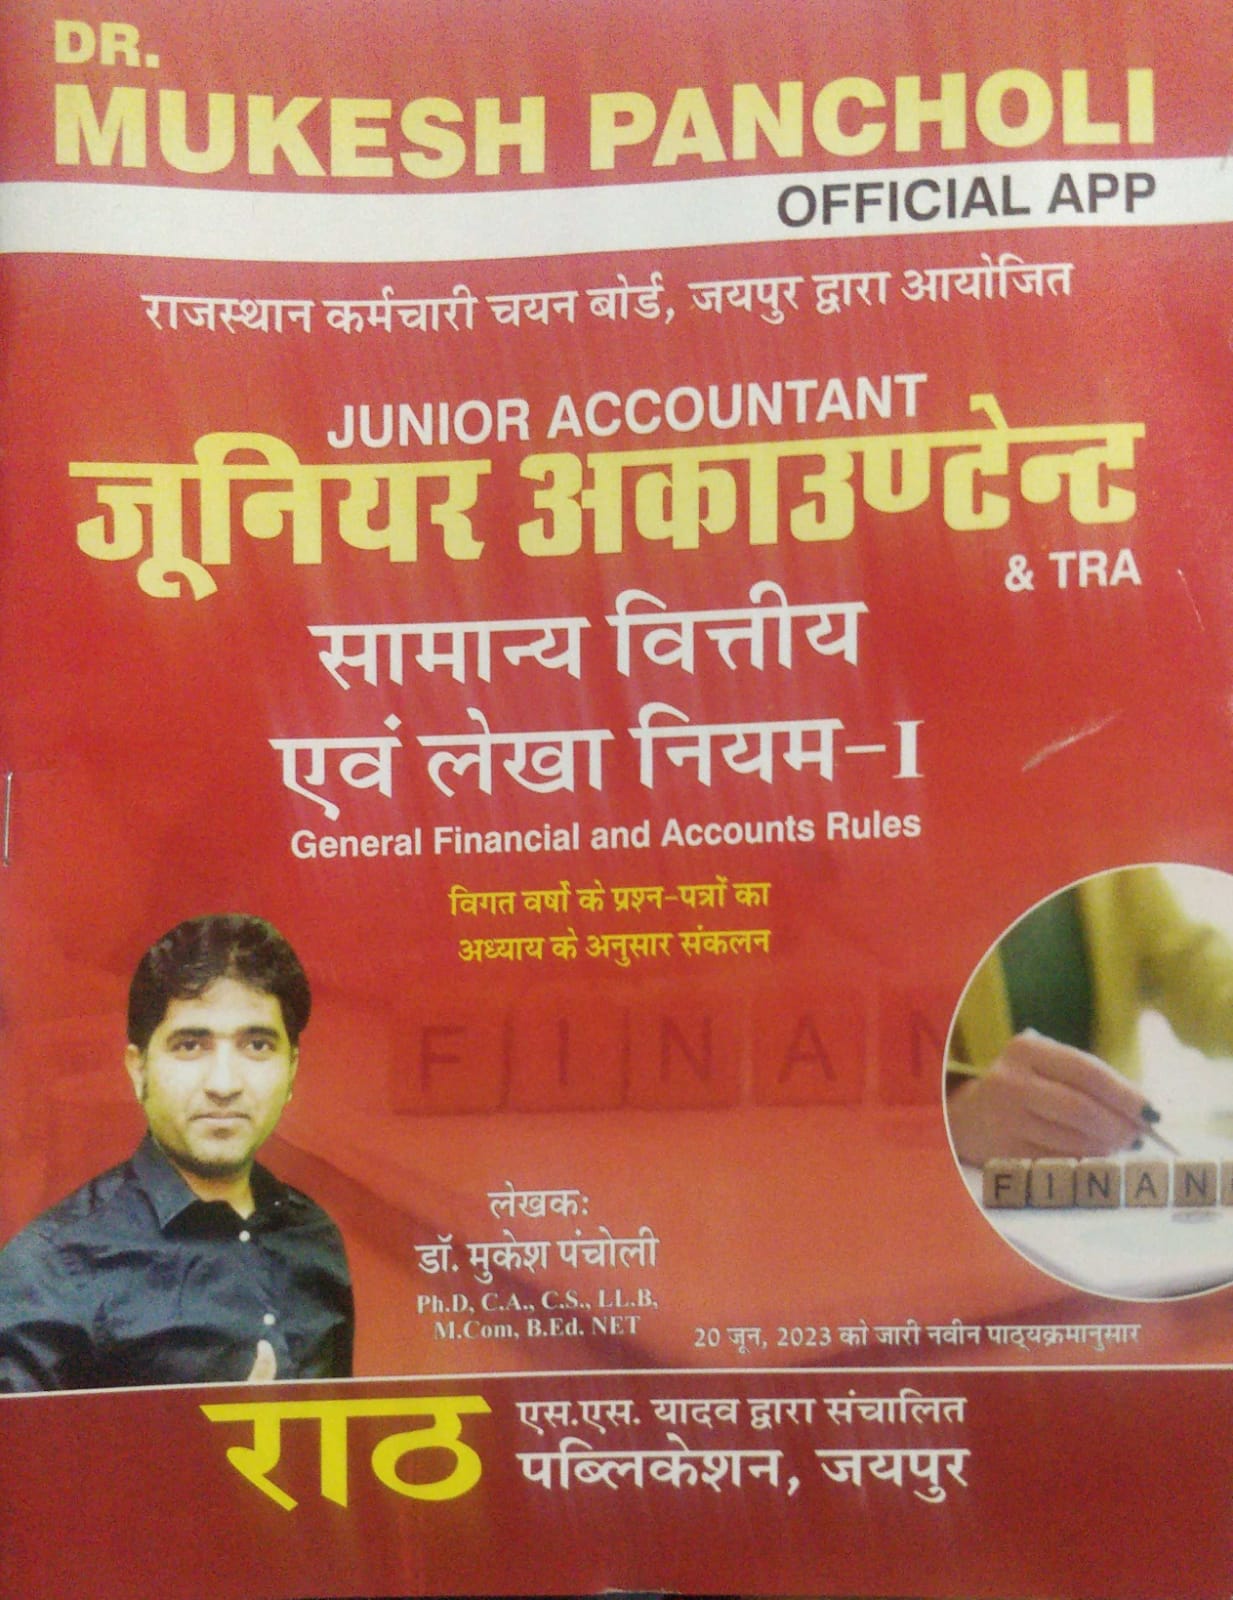 DR.
MUKESH PANCHOLI
OFFICIAL APP
राजस्थान कर्मचारी चयन बोर्ड, जयपुर द्वारा आयोजित
JUNIOR ACCOUNTANT
जूनियर अकाउण्टेन्ट
& TRA
सामान्य वित्तीय
एवं लेखा नियम-I
General Financial and Accounts Rules
विगत वर्षों के प्रश्न-पत्रों का
अध्याय के अनुसार संकलन
FINAN
FINAN
लेखक:
डॉ. मुकेश पंचोली
Ph.D, C.A., C.S., LL.B,
M.Com, B.Ed. NET
20 जून, 2023 को जारी नवीन पाठ्यक्रमानुसार
राठ
एस.एस. यादव द्वारा संचालित
पब्लिकेशन, जयपुर